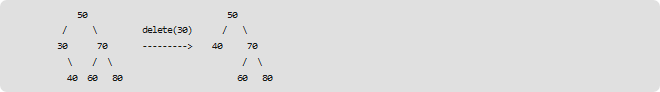 50                            50
           /     \         delete(30)      /   \
          30      70       --------->    40     70
            \    /  \                          /  \
            40  60   80                       60   80